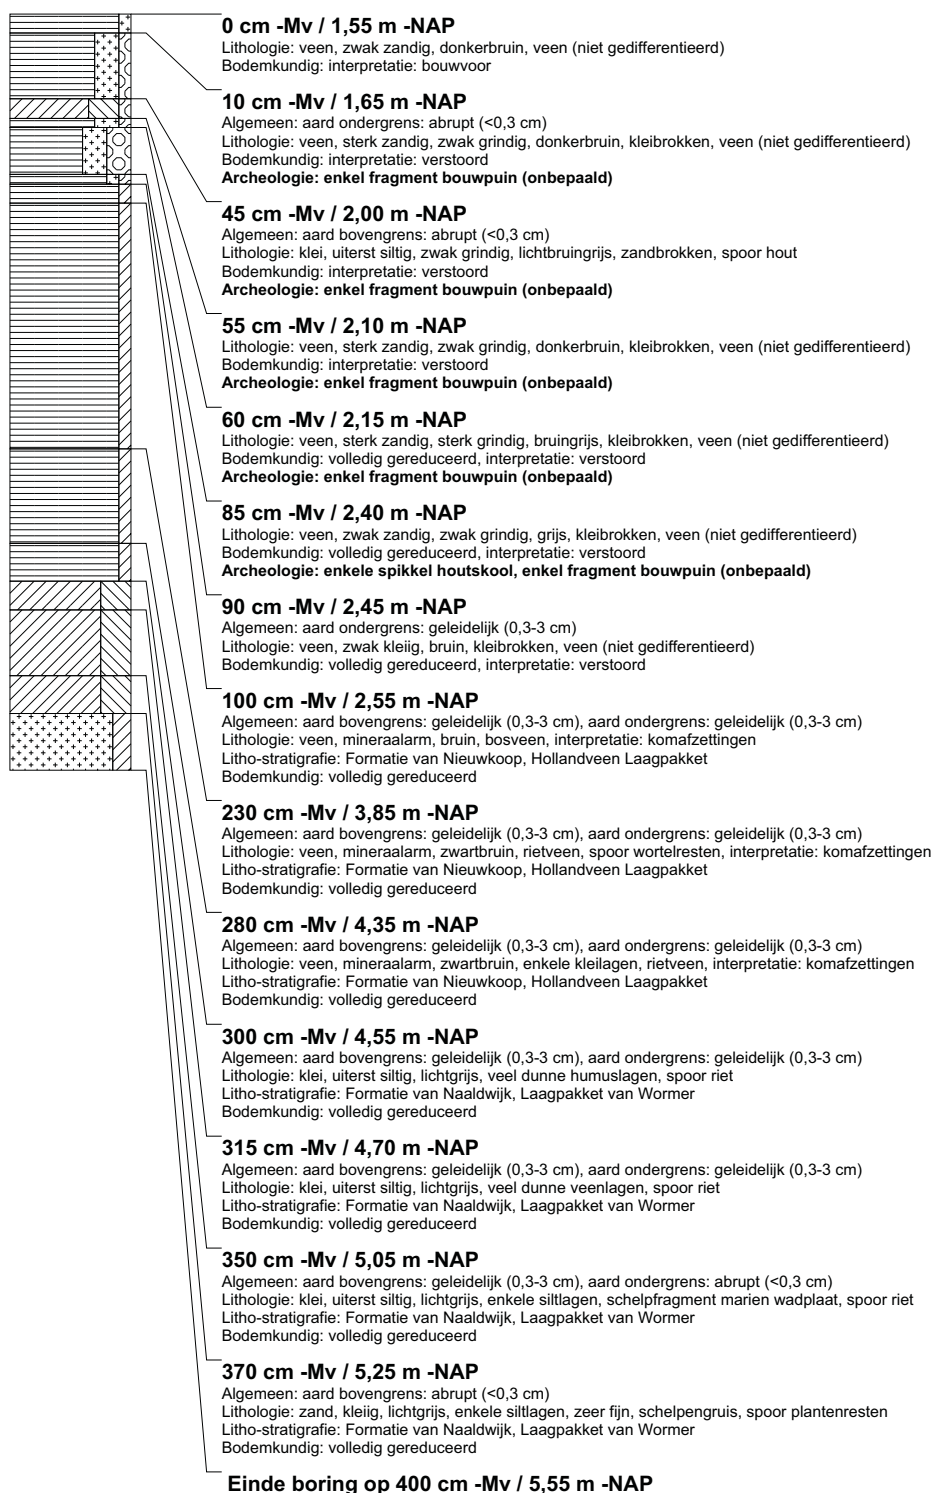 0 cm -Mv / 1,55 m -NAP
Lithologie: veen, zwak zandig, donkerbruin, veen (niet gedifferentieerd)
Bodemkundig: interpretatie: bouwvoor
10 cm -Mv / 1,65 m -NAP
Algemeen: aard ondergrens: abrupt (<0,3 cm)
Lithologie: veen, sterk zandig, zwak grindig, donkerbruin, kleibrokken, veen (niet gedifferentieerd)
Bodemkundig: interpretatie: verstoord
Archeologie: enkel fragment bouwpuin (onbepaald)
45 cm -Mv / 2,00 m -NAP
Algemeen: aard bovengrens: abrupt (<0,3 cm)
Lithologie: klei, uiterst siltig, zwak grindig, lichtbruingrijs, zandbrokken, spoor hout
Bodemkundig: interpretatie: verstoord
Archeologie: enkel fragment bouwpuin (onbepaald)
55 cm -Mv / 2,10 m -NAP
Lithologie: veen, sterk zandig, zwak grindig, donkerbruin, kleibrokken, veen (niet gedifferentieerd)
Bodemkundig: interpretatie: verstoord
Archeologie: enkel fragment bouwpuin (onbepaald)
60 cm -Mv / 2,15 m -NAP
Lithologie: veen, sterk zandig, sterk grindig, bruingrijs, kleibrokken, veen (niet gedifferentieerd)
Bodemkundig: volledig gereduceerd, interpretatie: verstoord
Archeologie: enkel fragment bouwpuin (onbepaald)
85 cm -Mv / 2,40 m -NAP
Lithologie: veen, zwak zandig, zwak grindig, grijs, kleibrokken, veen (niet gedifferentieerd)
Bodemkundig: volledig gereduceerd, interpretatie: verstoord
Archeologie: enkele spikkel houtskool, enkel fragment bouwpuin (onbepaald)
90 cm -Mv / 2,45 m -NAP
Algemeen: aard ondergrens: geleidelijk (0,3-3 cm)
Lithologie: veen, zwak kleiig, bruin, kleibrokken, veen (niet gedifferentieerd)
Bodemkundig: volledig gereduceerd, interpretatie: verstoord
100 cm -Mv / 2,55 m -NAP
Algemeen: aard bovengrens: geleidelijk (0,3-3 cm), aard ondergrens: geleidelijk (0,3-3 cm)
Lithologie: veen, mineraalarm, bruin, bosveen, interpretatie: komafzettingen
Litho-stratigrafie: Formatie van Nieuwkoop, Hollandveen Laagpakket
Bodemkundig: volledig gereduceerd
230 cm -Mv / 3,85 m -NAP
Algemeen: aard bovengrens: geleidelijk (0,3-3 cm), aard ondergrens: geleidelijk (0,3-3 cm)
Lithologie: veen, mineraalarm, zwartbruin, rietveen, spoor wortelresten, interpretatie: komafzettingen
Litho-stratigrafie: Formatie van Nieuwkoop, Hollandveen Laagpakket
Bodemkundig: volledig gereduceerd
280 cm -Mv / 4,35 m -NAP
Algemeen: aard bovengrens: geleidelijk (0,3-3 cm), aard ondergrens: geleidelijk (0,3-3 cm)
Lithologie: veen, mineraalarm, zwartbruin, enkele kleilagen, rietveen, interpretatie: komafzettingen
Litho-stratigrafie: Formatie van Nieuwkoop, Hollandveen Laagpakket
Bodemkundig: volledig gereduceerd
300 cm -Mv / 4,55 m -NAP
Algemeen: aard bovengrens: geleidelijk (0,3-3 cm), aard ondergrens: geleidelijk (0,3-3 cm)
Lithologie: klei, uiterst siltig, lichtgrijs, veel dunne humuslagen, spoor riet
Litho-stratigrafie: Formatie van Naaldwijk, Laagpakket van Wormer
Bodemkundig: volledig gereduceerd
315 cm -Mv / 4,70 m -NAP
Algemeen: aard bovengrens: geleidelijk (0,3-3 cm), aard ondergrens: geleidelijk (0,3-3 cm)
Lithologie: klei, uiterst siltig, lichtgrijs, veel dunne veenlagen, spoor riet
Litho-stratigrafie: Formatie van Naaldwijk, Laagpakket van Wormer
Bodemkundig: volledig gereduceerd
350 cm -Mv / 5,05 m -NAP
Algemeen: aard bovengrens: geleidelijk (0,3-3 cm), aard ondergrens: abrupt (<0,3 cm)
Lithologie: klei, uiterst siltig, lichtgrijs, enkele siltlagen, schelpfragment marien wadplaat, spoor riet
Litho-stratigrafie: Formatie van Naaldwijk, Laagpakket van Wormer
Bodemkundig: volledig gereduceerd
370 cm -Mv / 5,25 m -NAP
Algemeen: aard bovengrens: abrupt (<0,3 cm)
Lithologie: zand, kleiig, lichtgrijs, enkele siltlagen, zeer fijn, schelpengruis, spoor plantenresten
Litho-stratigrafie: Formatie van Naaldwijk, Laagpakket van Wormer
Bodemkundig: volledig gereduceerd
Einde boring op 400 cm -Mv / 5,55 m -NAP